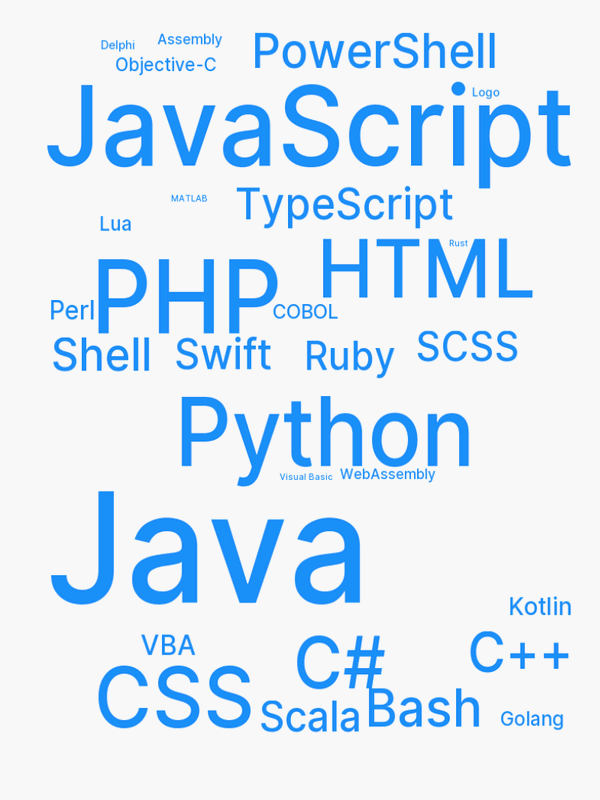 Delphi
Assembly
Objective-C
PowerShell
JavaScript
Logo
MATLAB
TypeScript
Lua
Rust
HTML
PHP
Perl
COBOL
Shell
Swift
Ruby
SCSS
Python
Visual Basic
WebAssembly
Java
Kotlin
VBA
C#
C++
CSS
Scala
Bash
Golang